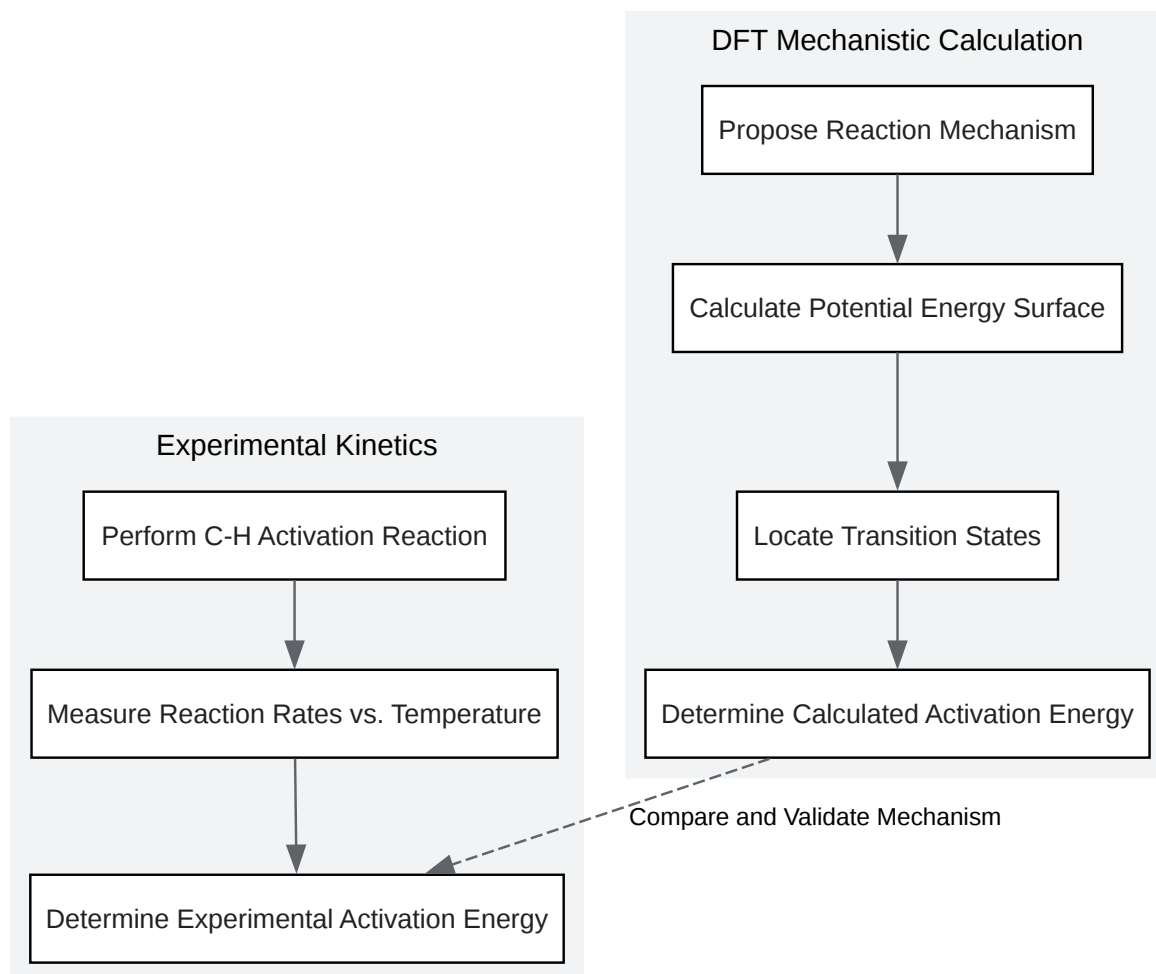 DFT Mechanistic Calculation
Propose Reaction Mechanism
Calculate Potential Energy Surface
Locate Transition States
Determine Calculated Activation Energy
Compare and Validate Mechanism
Experimental Kinetics
Perform C-H Activation Reaction
Measure Reaction Rates vs. Temperature
Determine Experimental Activation Energy